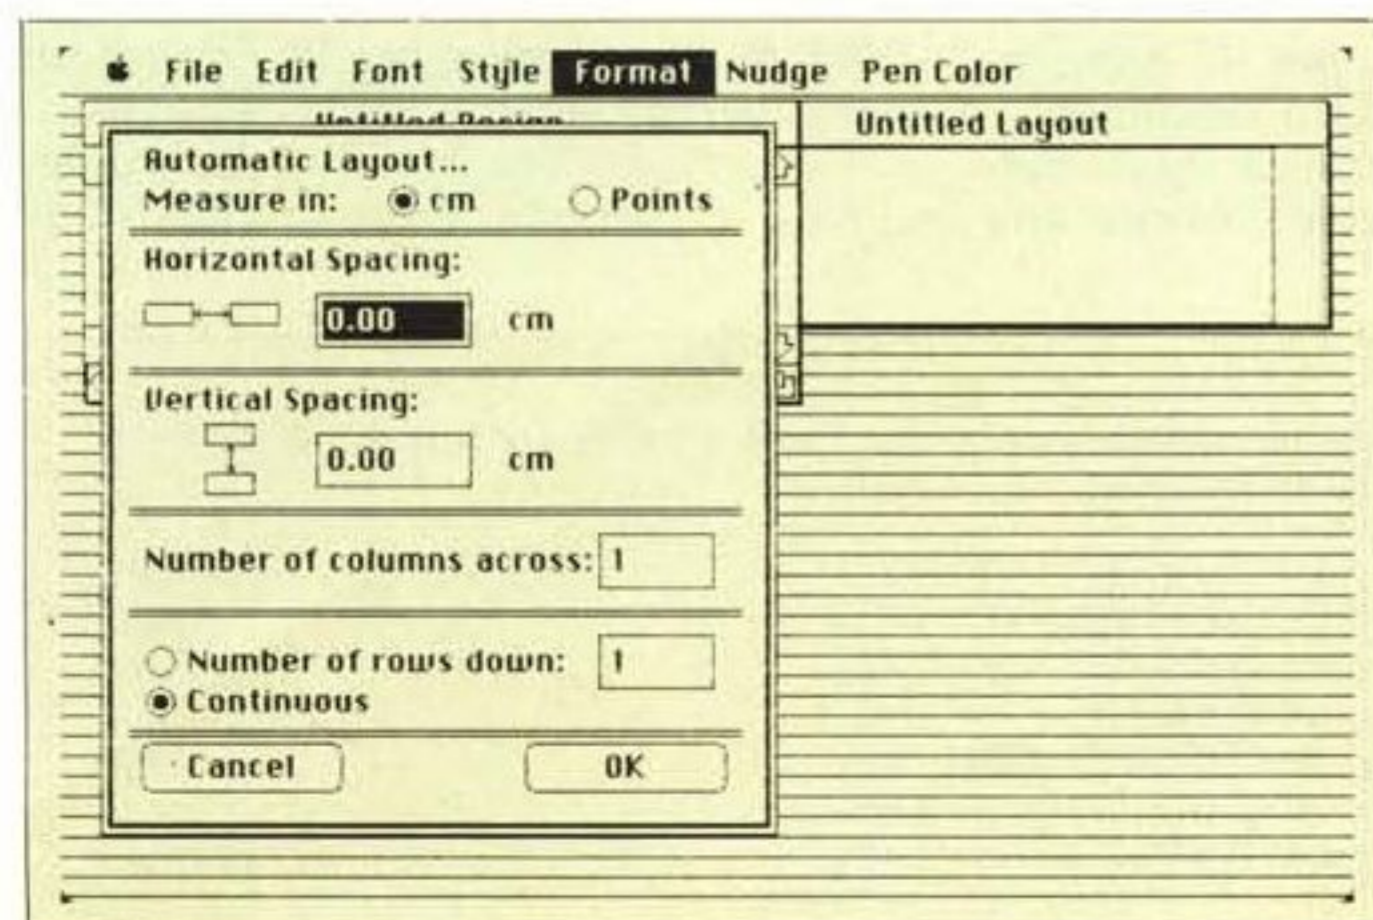 File Edit Font Style Format Nudge Pen Color
Untitled Design
Untitled Layout
Automatic Layout...
Measure in: cm Points
Horizontal Spacing:
0.00 cm
Vertical Spacing:
0.00 cm
Number of columns across: 1
Number of rows down: 1
Continuous
Cancel OK